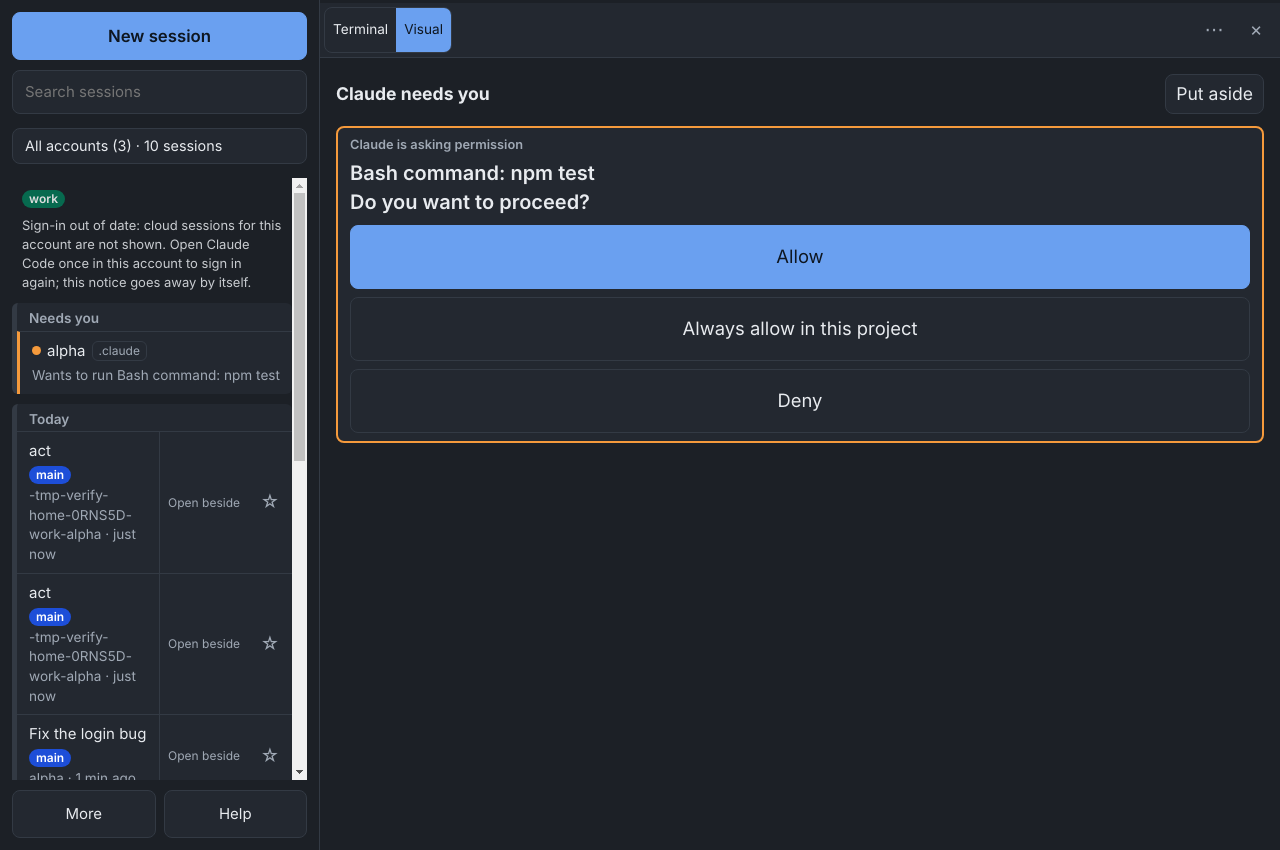 New session
Search sessions
All accounts (3) · 10 sessions
work
Sign-in out of date: cloud sessions for this
account are not shown. Open Claude
Code once in this account to sign in
again; this notice goes away by itself.
Needs you
alpha .claude
Wants to run Bash command: npm test
Today
act
main
-tmp-verify-
home-0RNS5D-
work-alpha · just
now
Open beside ☆
act
main
-tmp-verify-
home-0RNS5D-
work-alpha · just
now
Open beside ☆
Fix the login bug
main
alpha · 1 min ago
Open beside ☆
More
Help
Terminal
Visual
··· ×
Claude needs you
Put aside
Claude is asking permission
Bash command: npm test
Do you want to proceed?
Allow
Always allow in this project
Deny